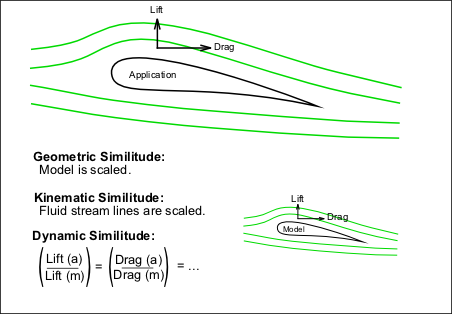 Lift
Drag
Application
Geometric Similitude:
Model is scaled.
Kinematic Similitude:
Fluid stream lines are scaled.
Dynamic Similitude:
(Lift (a) / Lift (m)) = (Drag (a) / Drag (m)) = ...
Lift
Drag
Model